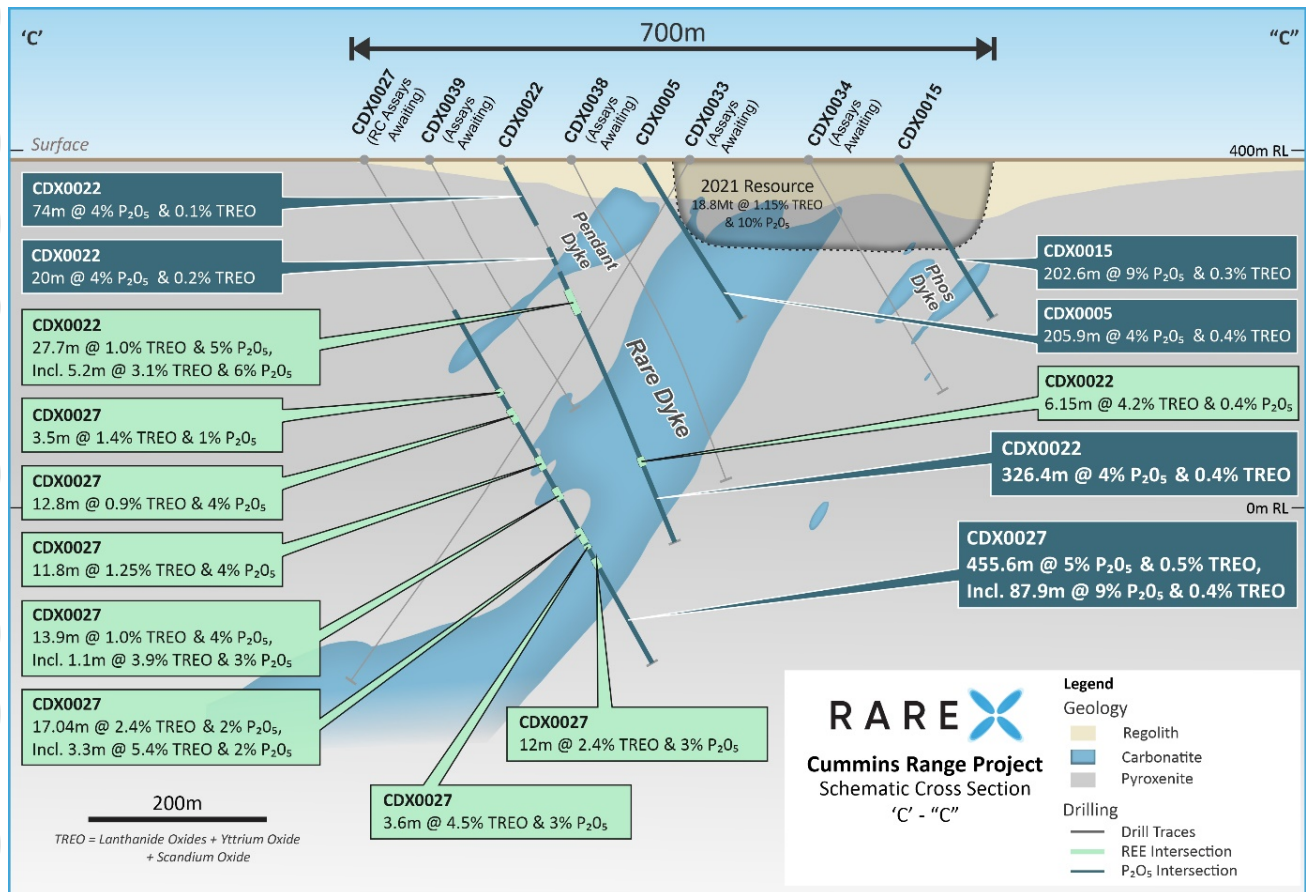 ‘C’
700m
“C”
CDX0027
(RC Assays
Awaiting)
CDX0039
(Assays
Awaiting)
CDX0022
CDX0038
(Assays
Awaiting)
CDX0005
CDX0033
(Assays
Awaiting)
CDX0034
(Assays
Awaiting)
CDX0015
Surface
400m RL
CDX0022
74m @ 4% P₂O₅ & 0.1% TREO
CDX0022
20m @ 4% P₂O₅ & 0.2% TREO
CDX0022
27.7m @ 1.0% TREO & 5% P₂O₅,
Incl. 5.2m @ 3.1% TREO & 6% P₂O₅
CDX0027
3.5m @ 1.4% TREO & 1% P₂O₅
CDX0027
12.8m @ 0.9% TREO & 4% P₂O₅
CDX0027
11.8m @ 1.25% TREO & 4% P₂O₅
CDX0027
13.9m @ 1.0% TREO & 4% P₂O₅,
Incl. 1.1m @ 3.9% TREO & 3% P₂O₅
CDX0027
17.04m @ 2.4% TREO & 2% P₂O₅,
Incl. 3.3m @ 5.4% TREO & 2% P₂O₅
200m
TREO = Lanthanide Oxides + Yttrium Oxide
+ Scandium Oxide
2021 Resource
18.8Mt @ 1.15% TREO
& 10% P₂O₅
Pendant
Dyke
Rare Dyke
Phos
Dyke
CDX0015
202.6m @ 9% P₂O₅ & 0.3% TREO
CDX0005
205.9m @ 4% P₂O₅ & 0.4% TREO
CDX0022
6.15m @ 4.2% TREO & 0.4% P₂O₅
CDX0022
326.4m @ 4% P₂O₅ & 0.4% TREO
0m RL
CDX0027
455.6m @ 5% P₂O₅ & 0.5% TREO,
Incl. 87.9m @ 9% P₂O₅ & 0.4% TREO
CDX0027
12m @ 2.4% TREO & 3% P₂O₅
CDX0027
3.6m @ 4.5% TREO & 3% P₂O₅
RAREX
Cummins Range Project
Schematic Cross Section
‘C’ - “C”
Legend
Geology
Regolith
Carbonatite
Pyroxenite
Drilling
Drill Traces
REE Intersection
P₂O₅ Intersection